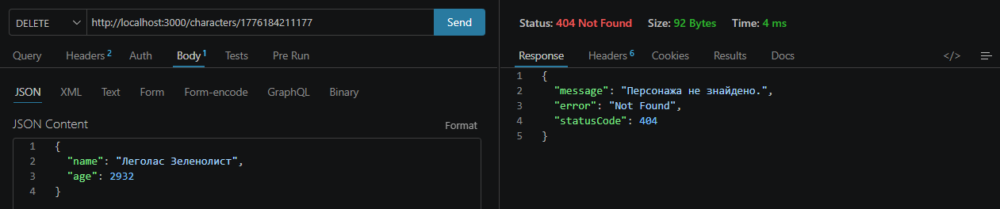 DELETE http://localhost:3000/characters/1776184211177 Send
Query Headers 2 Auth Body 1 Tests Pre Run
JSON XML Text Form Form-encode GraphQL Binary
JSON Content Format
1 {
2 "name": "Леголас Зеленолист",
3 "age": 2932
4 }
Status: 404 Not Found Size: 92 Bytes Time: 4 ms
Response Headers 6 Cookies Results Docs </>
1 {
2 "message": "Персонажа не знайдено.",
3 "error": "Not Found",
4 "statusCode": 404
5 }